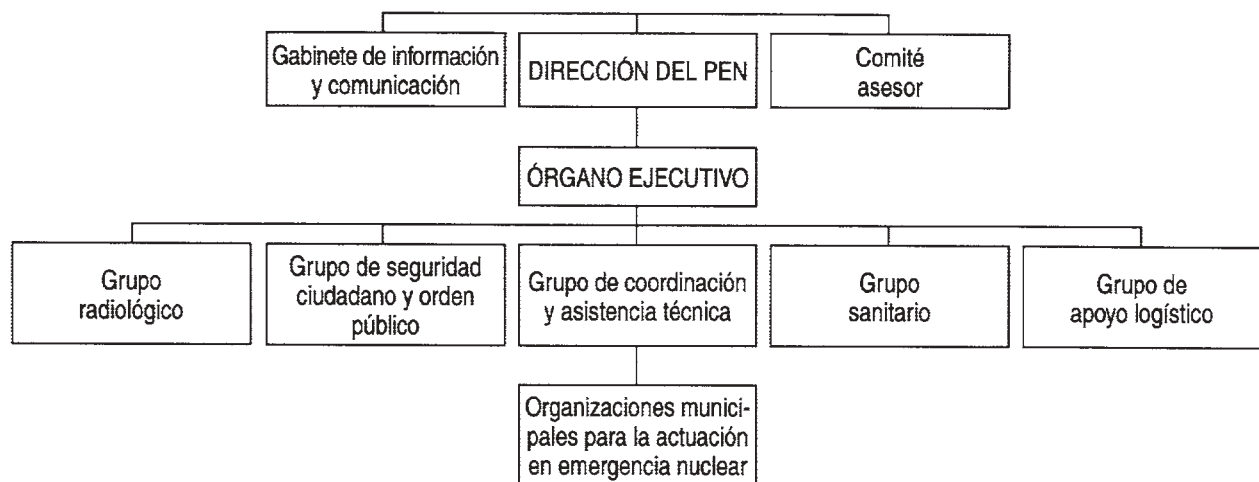 Gabinete de información
y comunicación
DIRECCIÓN DEL PEN
Comité
asesor
ÓRGANO EJECUTIVO
Grupo
radiológico
Grupo de seguridad
ciudadano y orden
público
Grupo de coordinación
y asistencia técnica
Grupo
sanitario
Grupo de
apoyo logístico
Organizaciones munici-
pales para la actuación
en emergencia nuclear